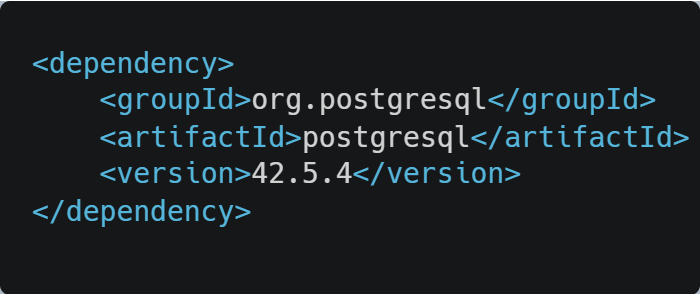 <dependency>
    <groupId>org.postgresql</groupId>
    <artifactId>postgresql</artifactId>
    <version>42.5.4</version>
</dependency>